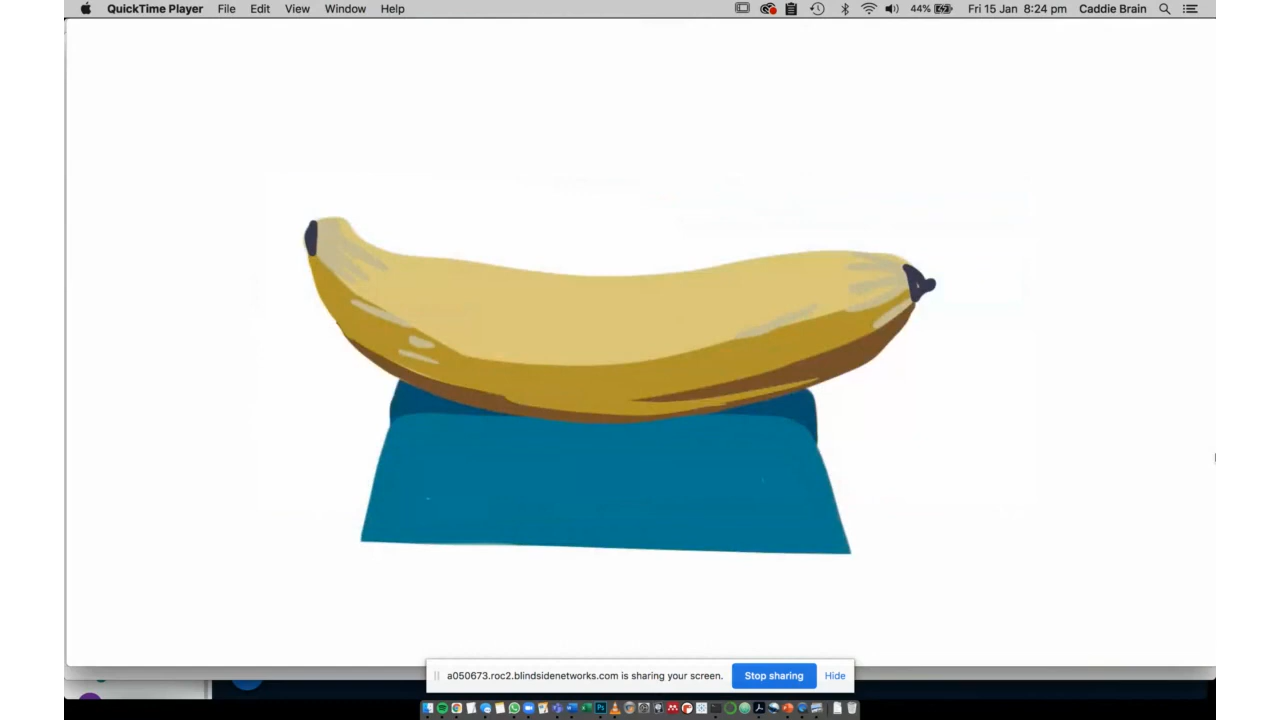 QuickTime Player File Edit View Window Help 44% Fri 15 Jan 8:24 pm Caddie Brain
a050673.roc2.blindsidenetworks.com is sharing your screen. Stop sharing Hide